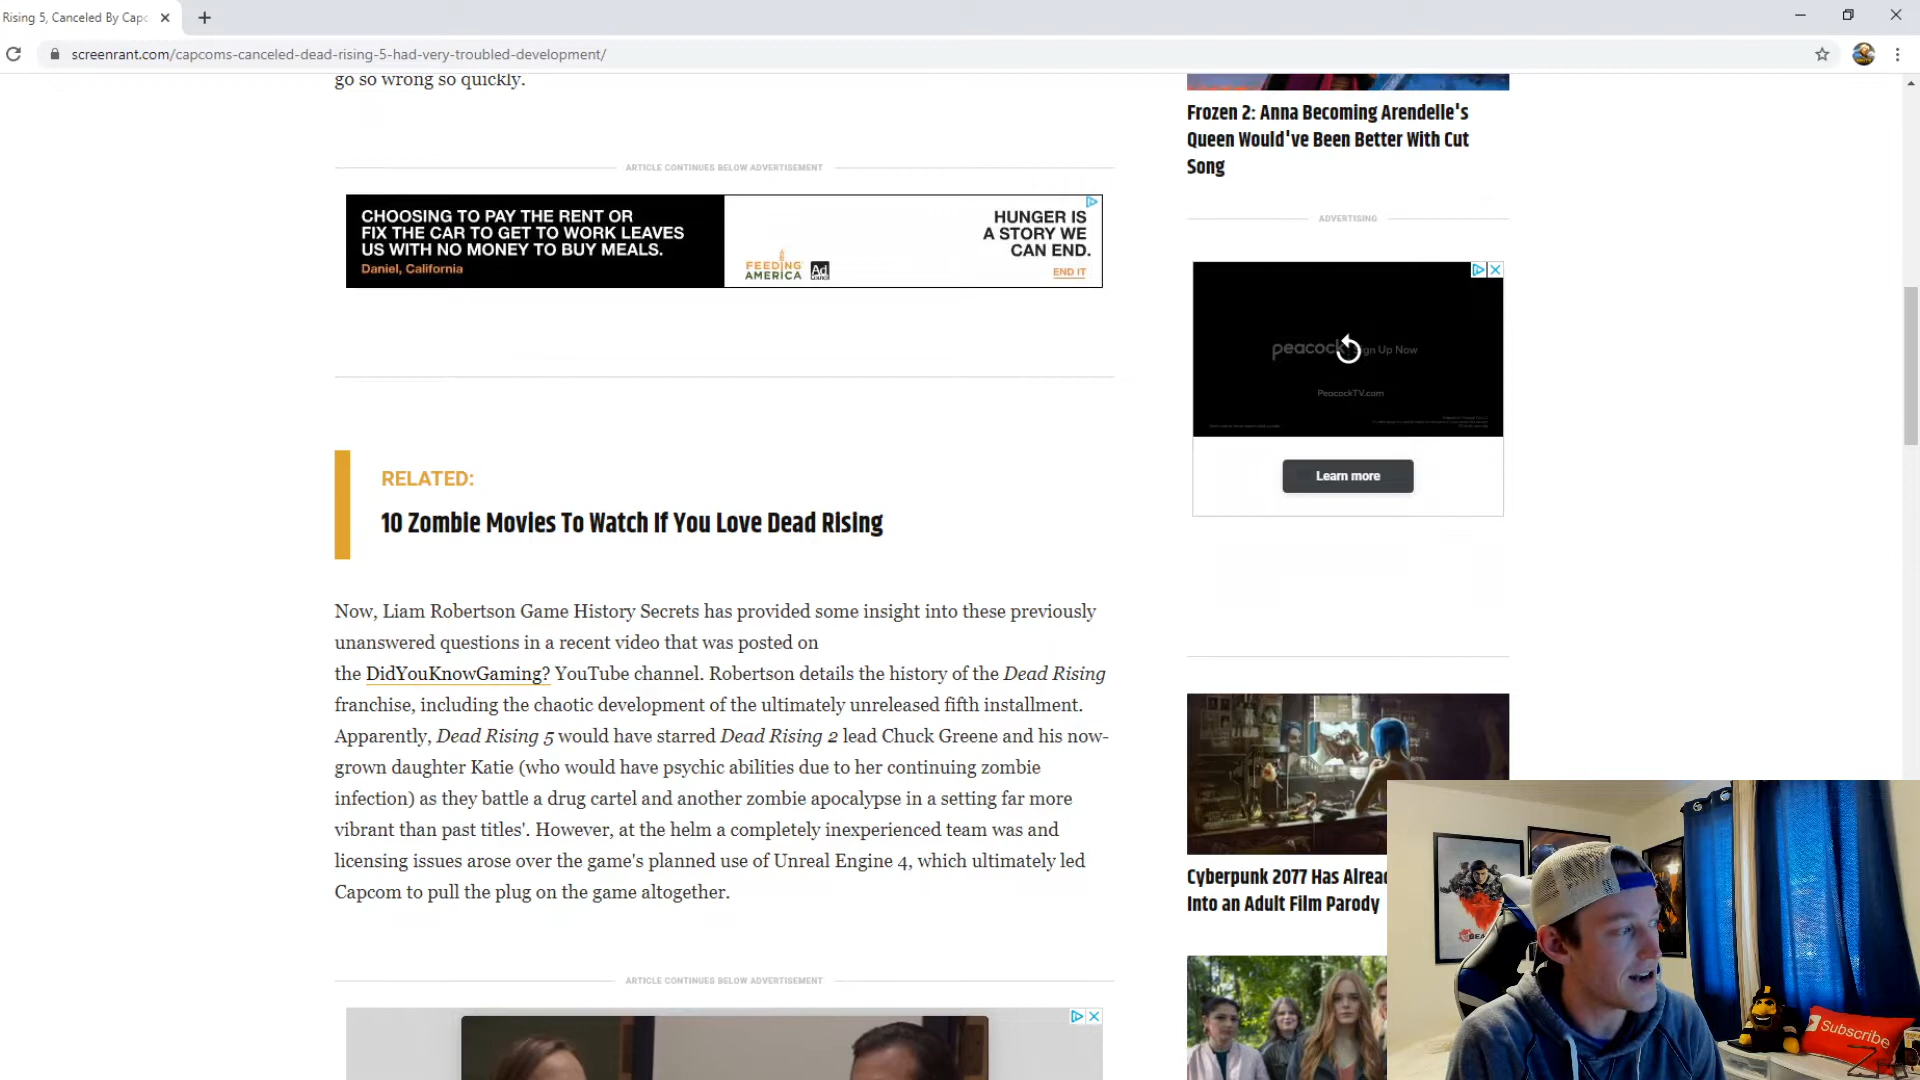 Rising 5, Canceled By Capc
screenrant.com/capcoms-canceled-dead-rising-5-had-very-troubled-development/
go so wrong so quickly.
ARTICLE CONTINUES BELOW ADVERTISEMENT
CHOOSING TO PAY THE RENT OR
FIX THE CAR TO GET TO WORK LEAVES
US WITH NO MONEY TO BUY MEALS.
Daniel, California
FEEDING
AMERICA
Ad
HUNGER IS
A STORY WE
CAN END.
END IT
RELATED:
10 Zombie Movies To Watch If You Love Dead Rising
Now, Liam Robertson Game History Secrets has provided some insight into these previously
unanswered questions in a recent video that was posted on
the DidYouKnowGaming? YouTube channel. Robertson details the history of the Dead Rising
franchise, including the chaotic development of the ultimately unreleased fifth installment.
Apparently, Dead Rising 5 would have starred Dead Rising 2 lead Chuck Greene and his now-
grown daughter Katie (who would have psychic abilities due to her continuing zombie
infection) as they battle a drug cartel and another zombie apocalypse in a setting far more
vibrant than past titles'. However, at the helm a completely inexperienced team was and
licensing issues arose over the game's planned use of Unreal Engine 4, which ultimately led
Capcom to pull the plug on the game altogether.
ARTICLE CONTINUES BELOW ADVERTISEMENT
Frozen 2: Anna Becoming Arendelle's
Queen Would've Been Better With Cut
Song
ADVERTISING
peacock Sign Up Now
PeacockTV.com
Learn more
Cyberpunk 2077 Has Alrea
Into an Adult Film Parody
Subscribe